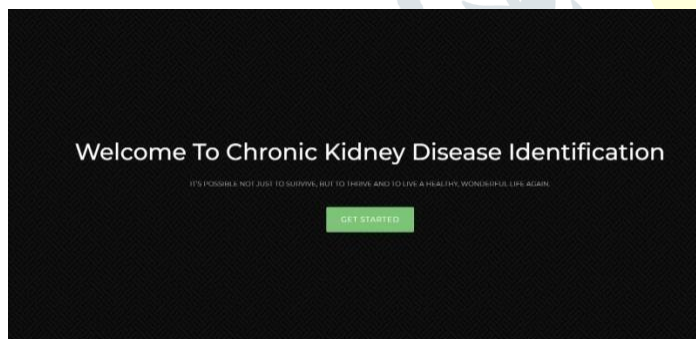 Welcome To Chronic Kidney Disease Identification
IT'S POSSIBLE NOT JUST TO SURVIVE, BUT TO THRIVE AND TO LIVE A HEALTHY, WONDERFUL LIFE AGAIN.
GET STARTED